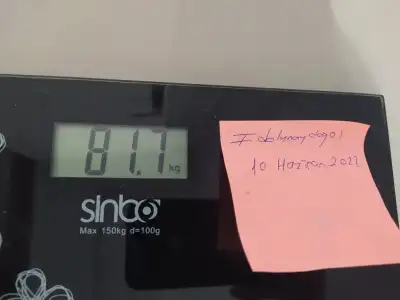 81.7 kg
sinbo
Max 150kg d=100g
10 Haziran 2022